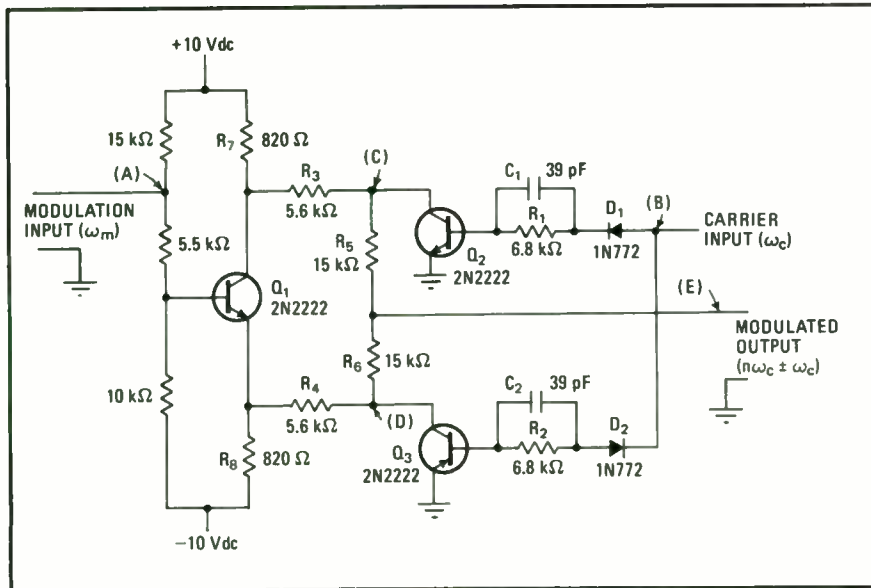 +10 Vdc
15 kΩ
R7
820 Ω
(A)
MODULATION
INPUT (ωm)
R3
5.6 kΩ
(C)
C1
39 pF
D1
1N772
(B)
CARRIER
INPUT (ωc)
R1
6.8 kΩ
5.5 kΩ
R5
15 kΩ
Q2
2N2222
Q1
2N2222
(E)
MODULATED
OUTPUT
(nωc ± ωc)
R6
15 kΩ
10 kΩ
R4
5.6 kΩ
(D)
C2
39 pF
D2
1N772
R2
6.8 kΩ
R8
820 Ω
Q3
2N2222
−10 Vdc